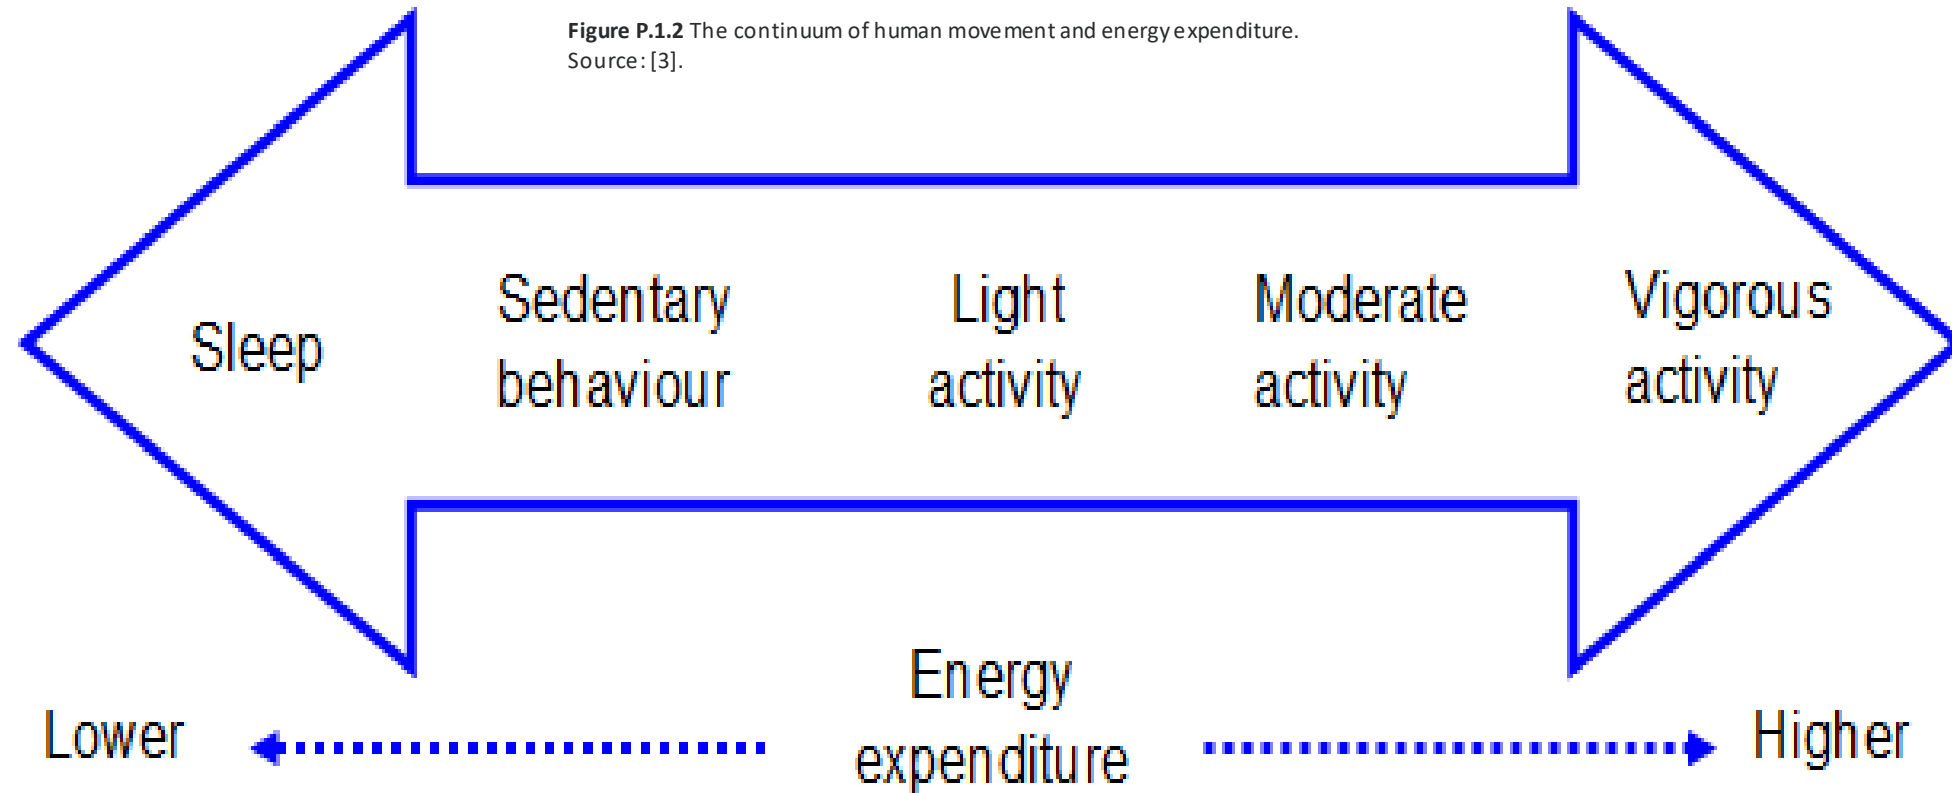 Figure P.1.2 The continuum of human movement and energy expenditure.
Source: [3].
Sleep
Sedentary
behaviour
Light
activity
Moderate
activity
Vigorous
activity
Lower
Energy
expenditure
Higher